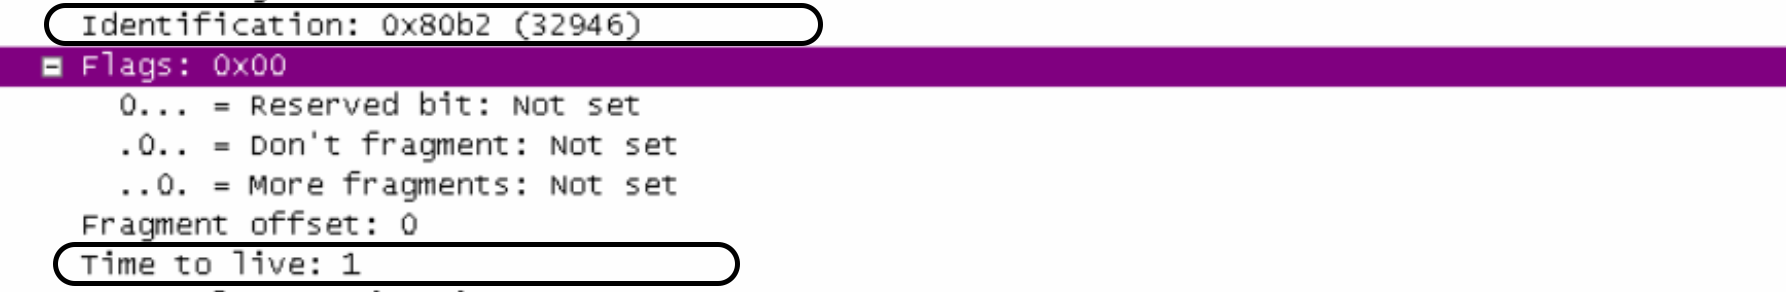 Identification: 0x80b2 (32946)
Flags: 0x00
0... = Reserved bit: Not set
.0.. = Don't fragment: Not set
..0. = More fragments: Not set
Fragment offset: 0
Time to live: 1